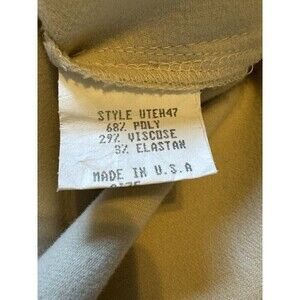 STYLE UTEH47
68% POLY
29% VISCOSE
3% ELASTAN
MADE IN U.S.A